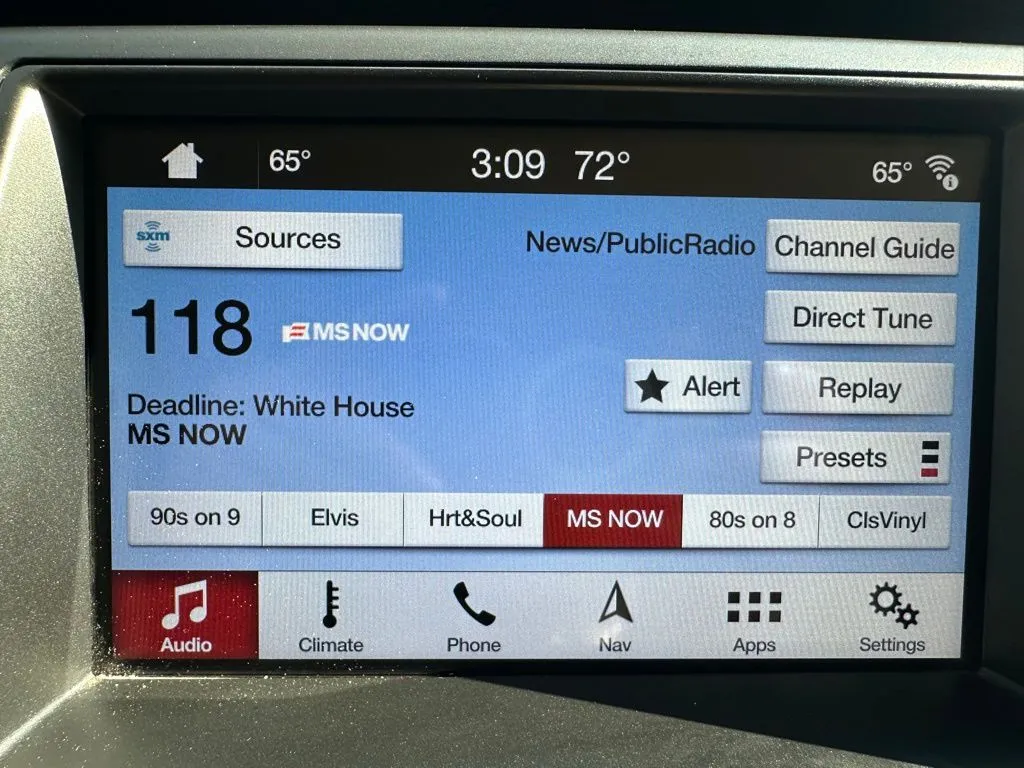 65° 3:09 72° 65°
sxm Sources
News/PublicRadio
Channel Guide
118 MS NOW
Direct Tune
Alert
Replay
Deadline: White House
MS NOW
Presets
90s on 9 Elvis Hrt&Soul MS NOW 80s on 8 ClsVinyl
Audio Climate Phone Nav Apps Settings